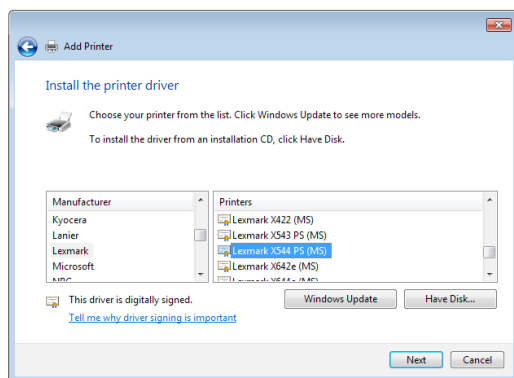 Add Printer
Install the printer driver
Choose your printer from the list. Click Windows Update to see more models.
To install the driver from an installation CD, click Have Disk.
Manufacturer
Kyocera
Lanier
Lexmark
Microsoft
Printers
Lexmark X422 (MS)
Lexmark X543 PS (MS)
Lexmark X544 PS (MS)
Lexmark X642e (MS)
This driver is digitally signed.
Tell me why driver signing is important
Windows Update
Have Disk...
Next
Cancel